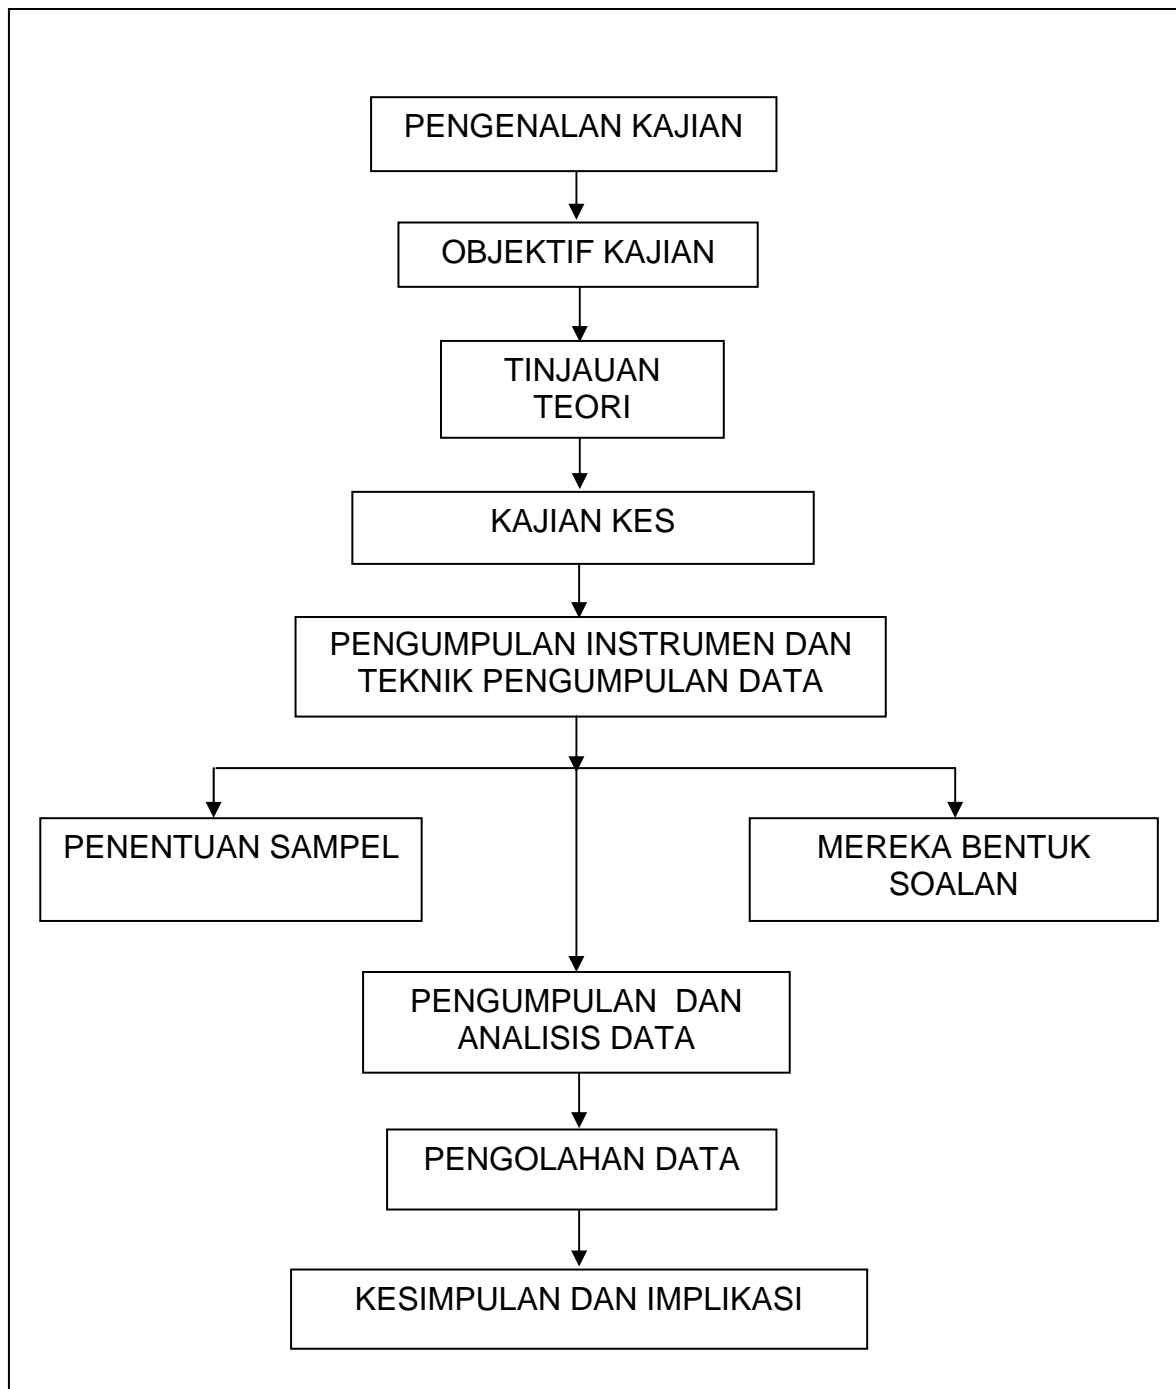 PENGENALAN KAJIAN
OBJEKTIF KAJIAN
TINJAUAN
TEORI
KAJIAN KES
PENGUMPULAN INSTRUMEN DAN
TEKNIK PENGUMPULAN DATA
PENENTUAN SAMPEL
MEREKA BENTUK
SOALAN
PENGUMPULAN  DAN
ANALISIS DATA
PENGOLAHAN DATA
KESIMPULAN DAN IMPLIKASI